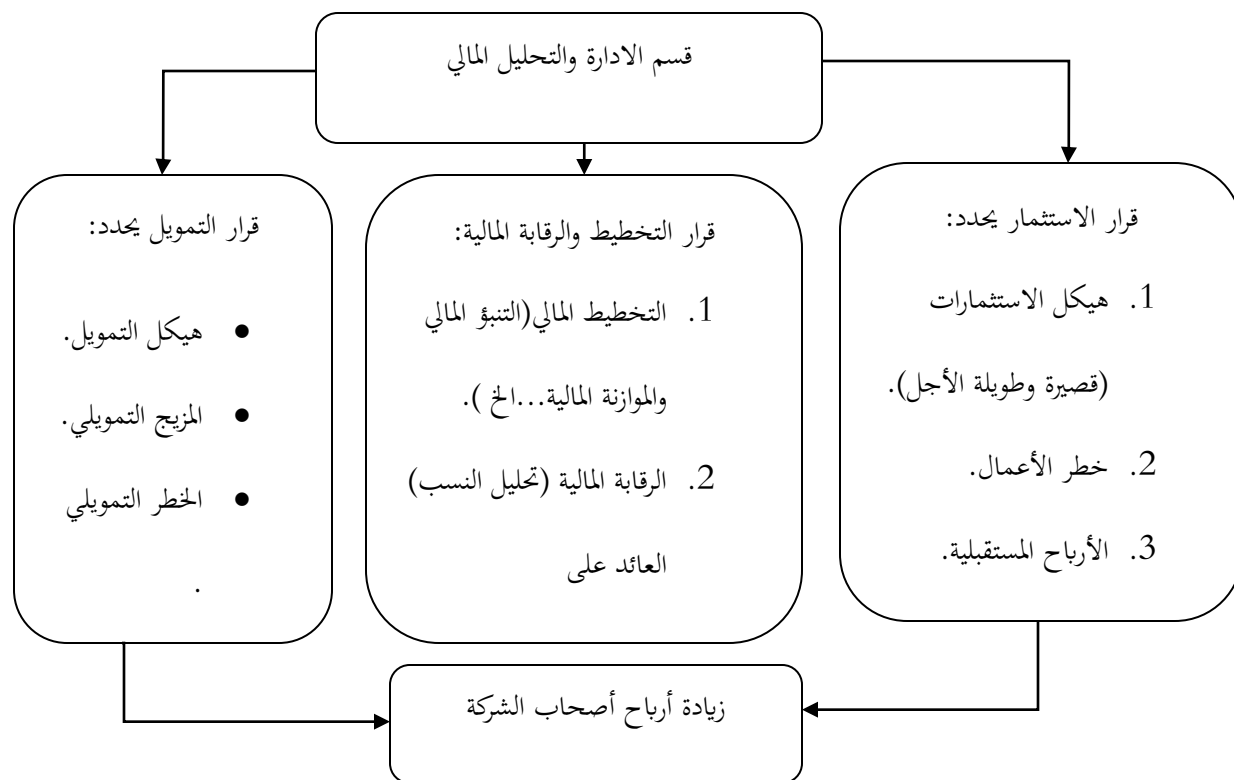 قسم الادارة والتحليل المالي
قرار الاستثمار يحدد:
1. هيكل الاستثمارات
(قصيرة وطويلة الأجل).
2. خطر الأعمال.
3. الأرباح المستقبلية.
قرار التخطيط والرقابة المالية:
1. التخطيط المالي(التنبؤ المالي
والموازنة المالية...الخ ).
2. الرقابة المالية (تحليل النسب)
العائد على
قرار التمويل يحدد:
● هيكل التمويل.
● المزيج التمويلي.
● الخطر التمويلي
.
زيادة أرباح أصحاب الشركة